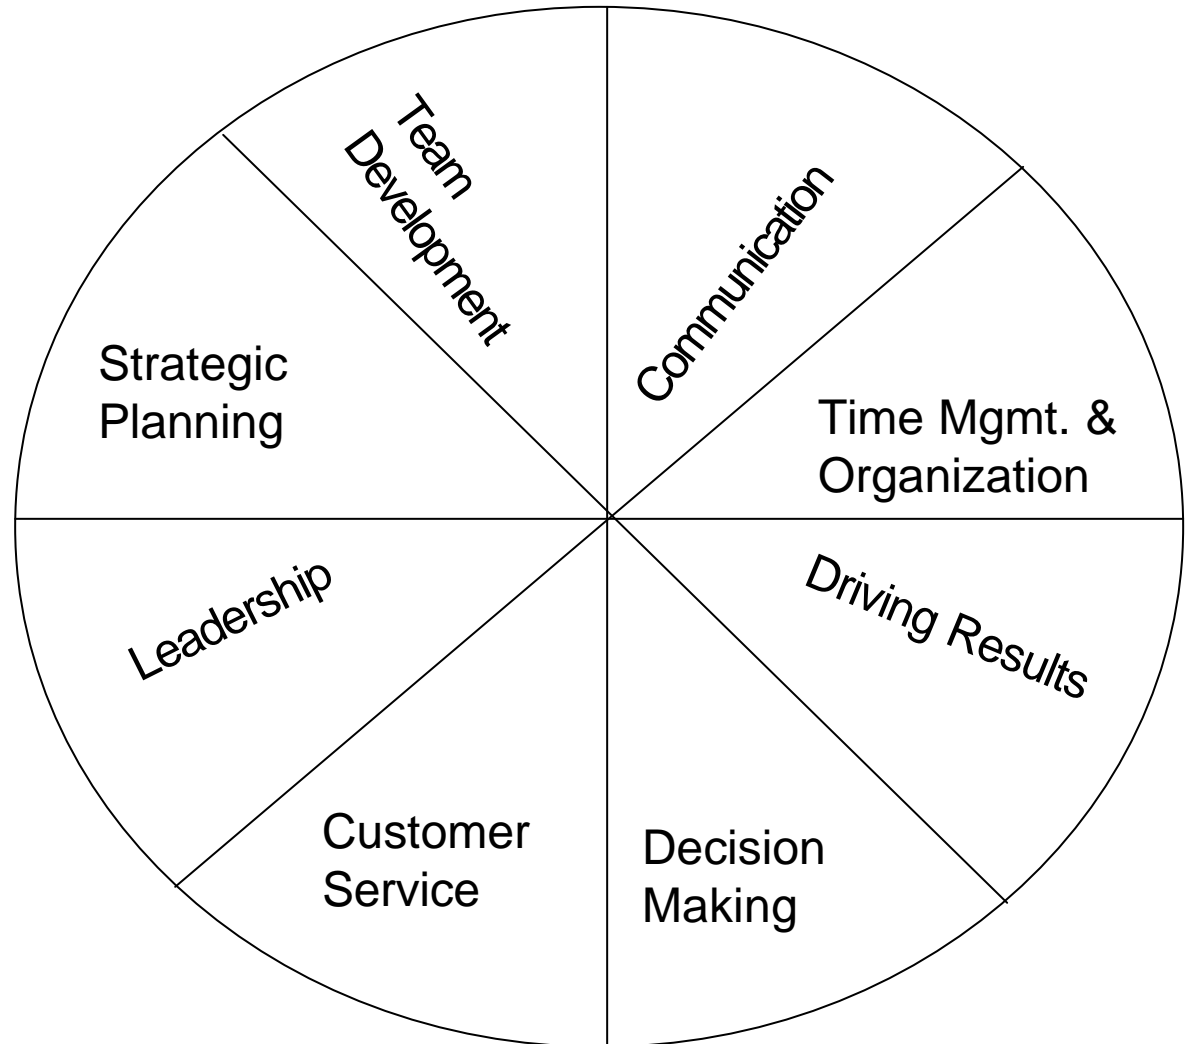 Team
Development
Communication
Strategic
Planning
Time Mgmt. &
Organization
Leadership
Driving Results
Customer
Service
Decision
Making